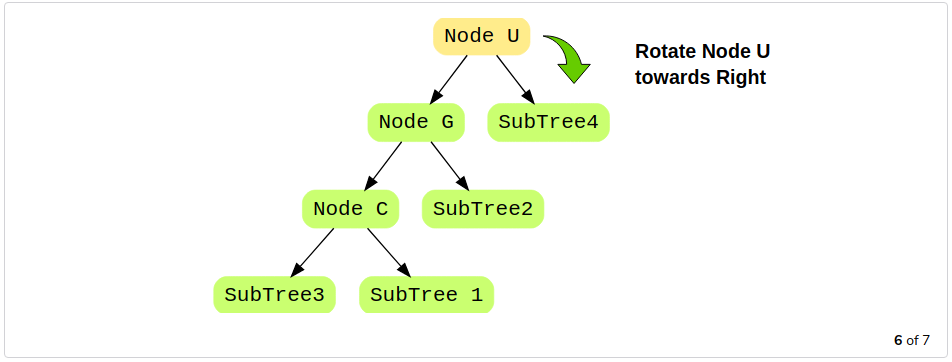 Node U
Rotate Node U
towards Right
Node G
SubTree4
Node C
SubTree2
SubTree3
SubTree 1
6 of 7